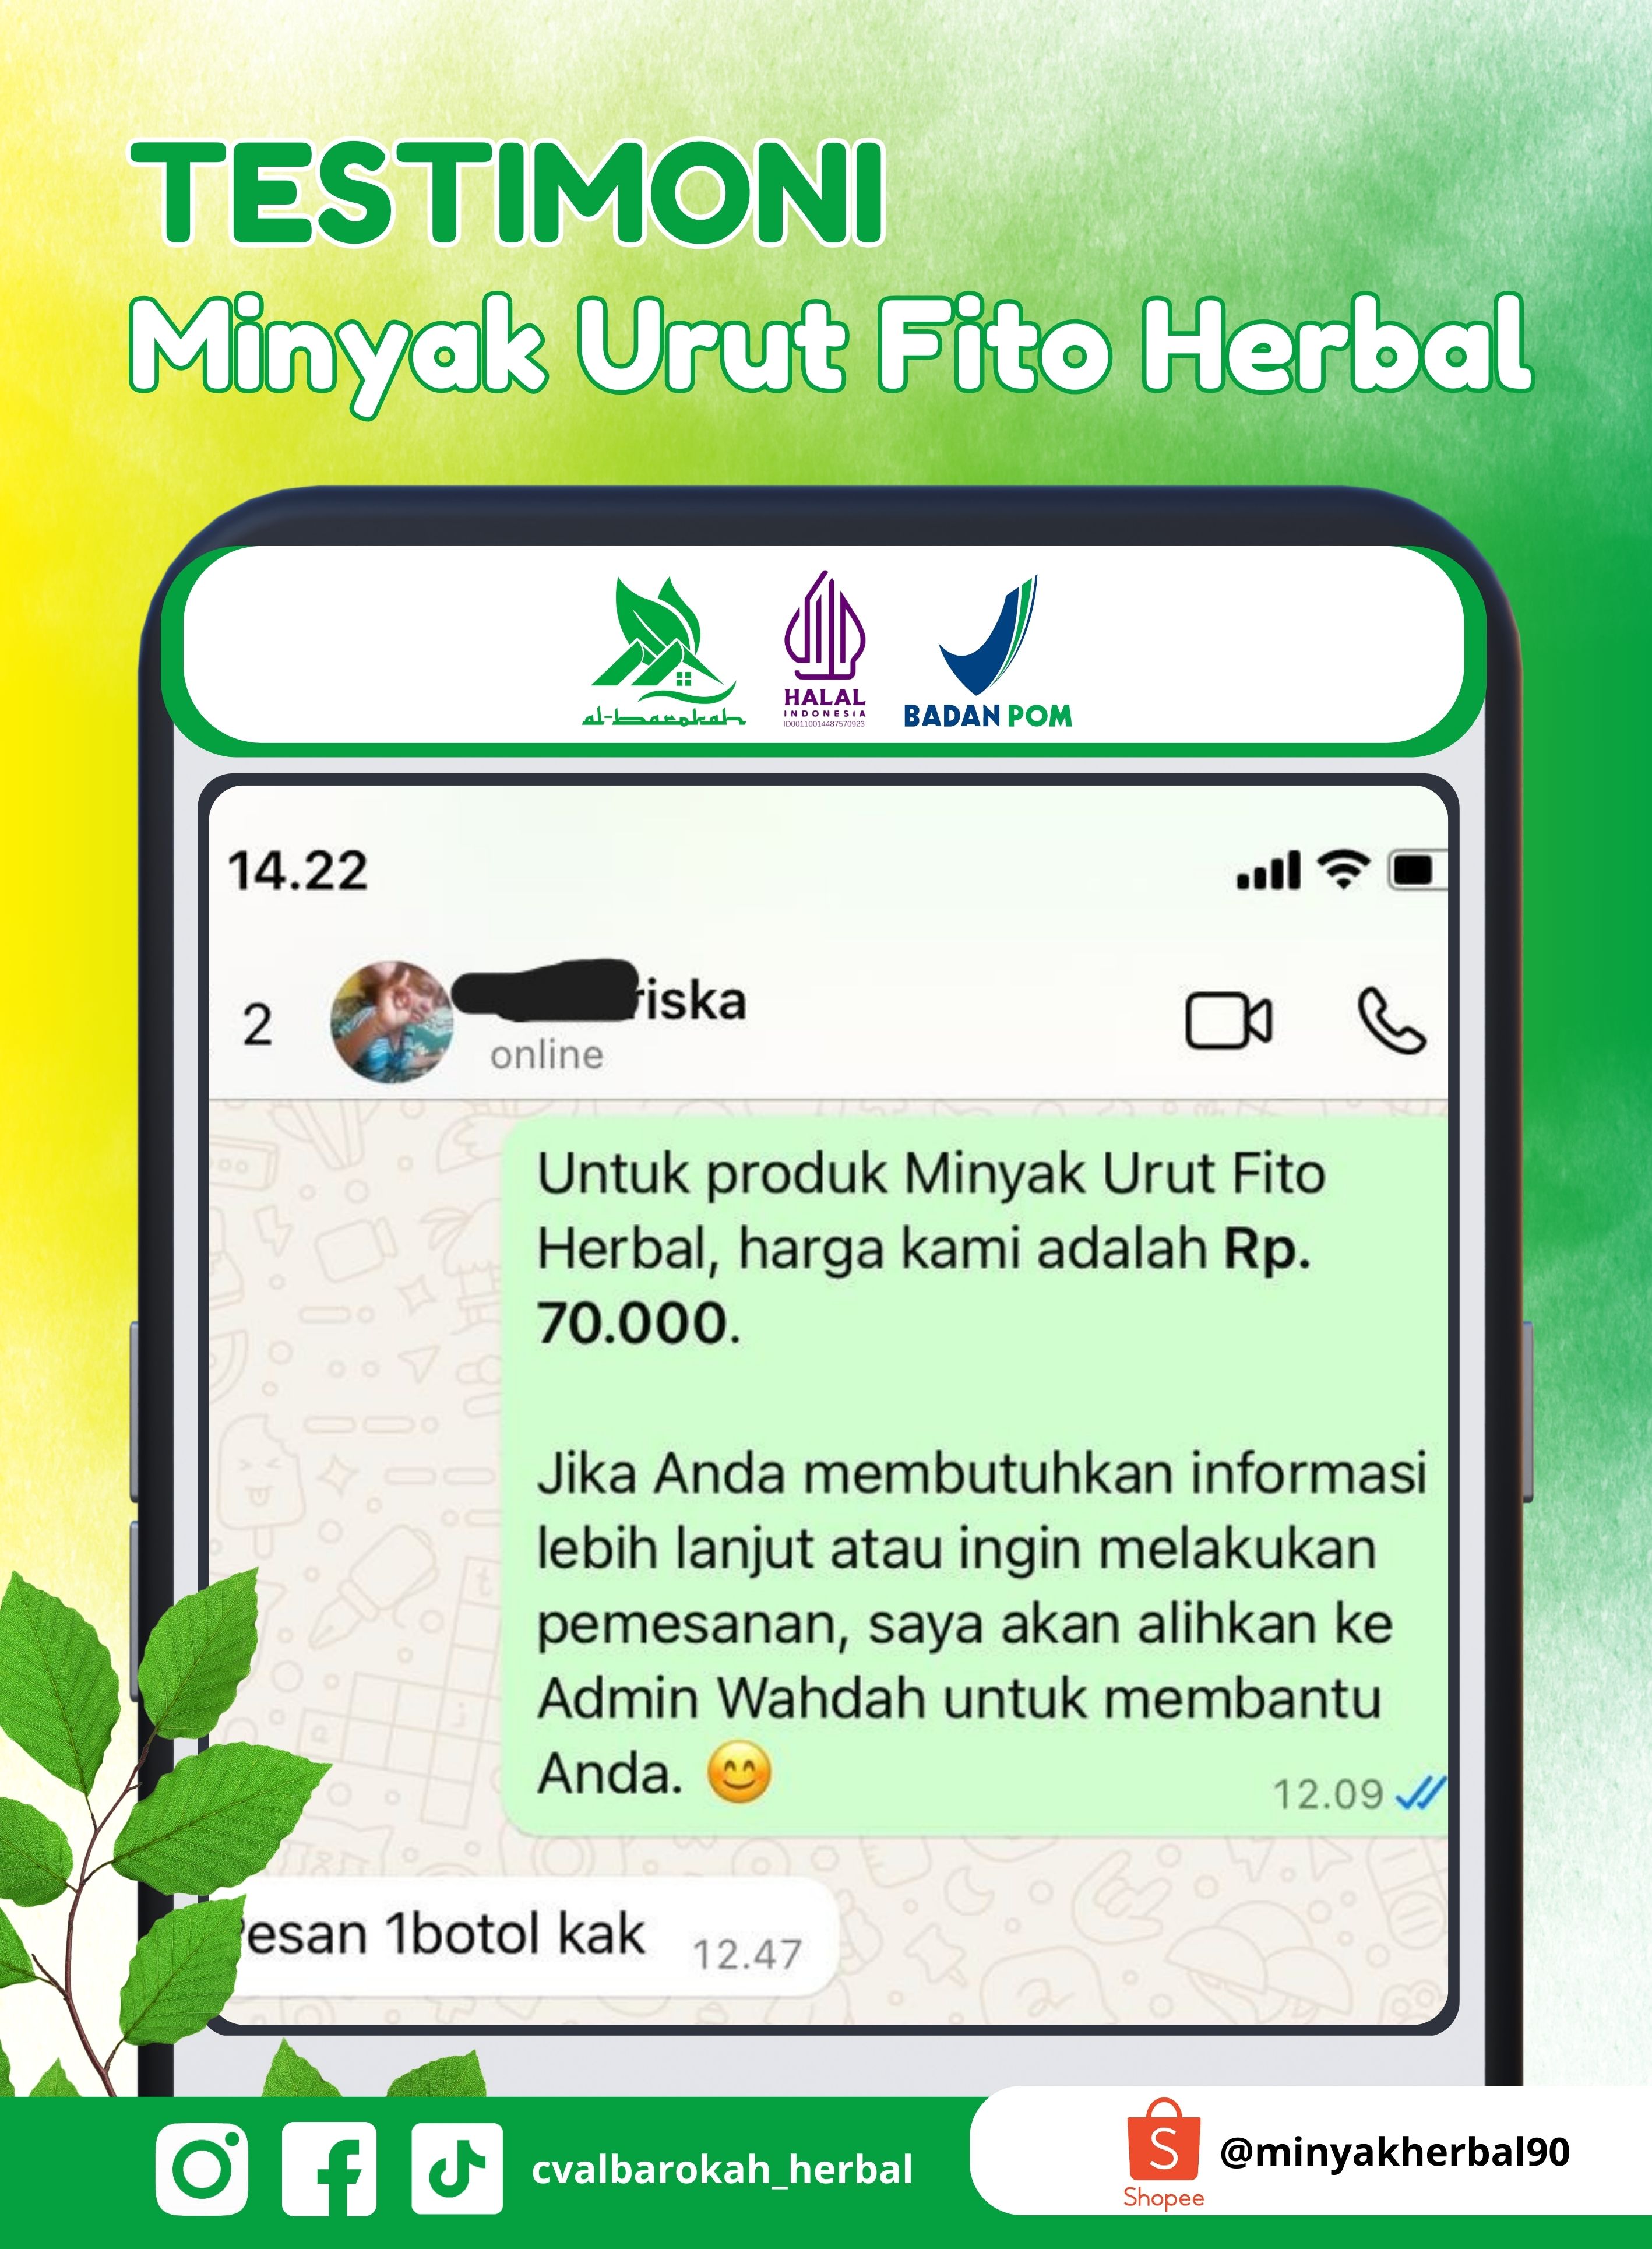 TESTIMONI
Minyak Urut Fito Herbal
al-barokah
HALAL
INDONESIA
ID00110014487570923
BADAN POM
14.22
2
riska
online
Untuk produk Minyak Urut Fito
Herbal, harga kami adalah Rp.
70.000.
Jika Anda membutuhkan informasi
lebih lanjut atau ingin melakukan
pemesanan, saya akan alihkan ke
Admin Wahdah untuk membantu
Anda. 😊
12.09
esan 1botol kak
12.47
cvalbarokah_herbal
S
Shopee
@minyakherbal90